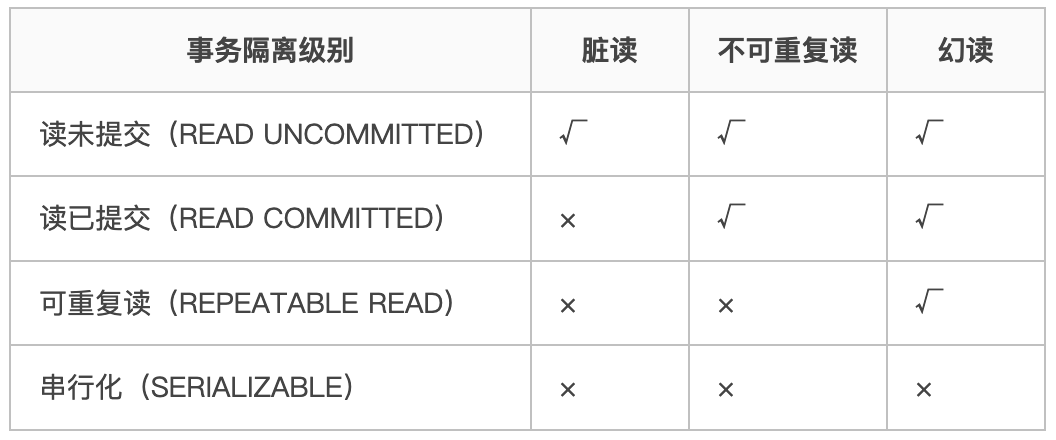 事务隔离级别 脏读 不可重复读 幻读
读未提交（READ UNCOMMITTED） √ √ √
读已提交（READ COMMITTED） × √ √
可重复读（REPEATABLE READ） × × √
串行化（SERIALIZABLE） × × ×